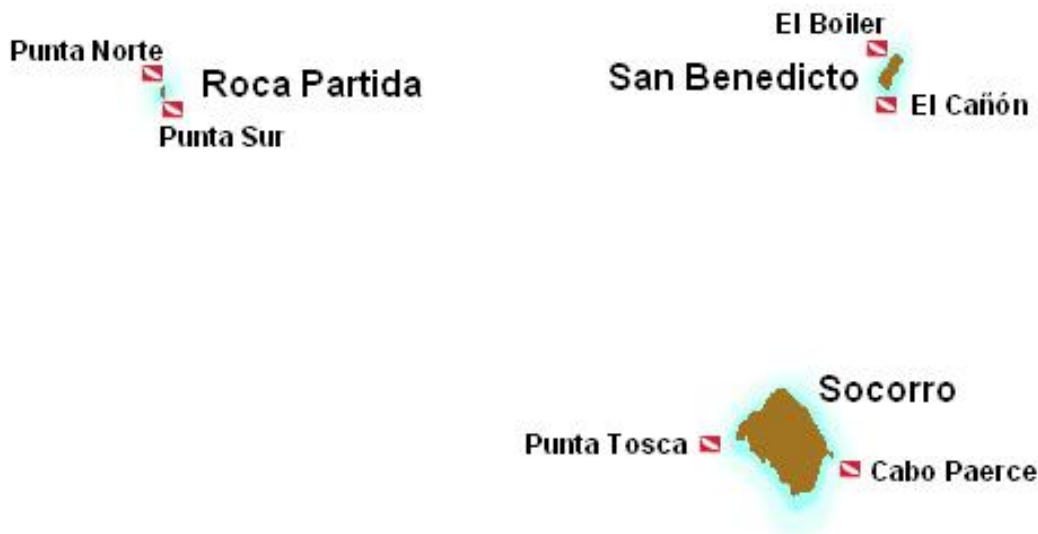 El Boiler
Punta Norte
Roca Partida
San Benedicto
El Cañón
Punta Sur
Socorro
Punta Tosca
Cabo Paerce